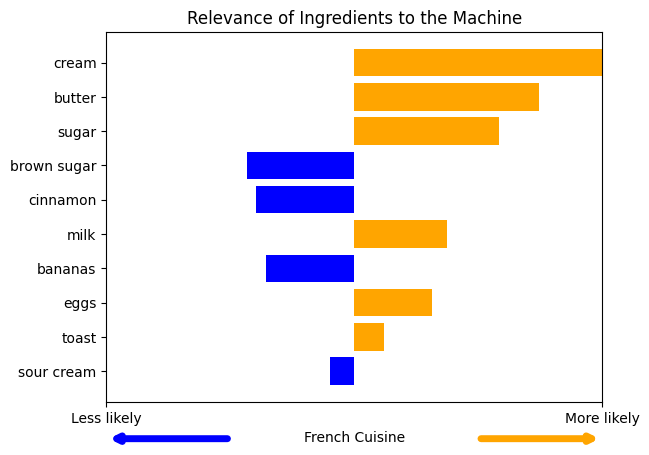 Relevance of Ingredients to the Machine
cream
butter
sugar
brown sugar
cinnamon
milk
bananas
eggs
toast
sour cream
Less likely
More likely
French Cuisine